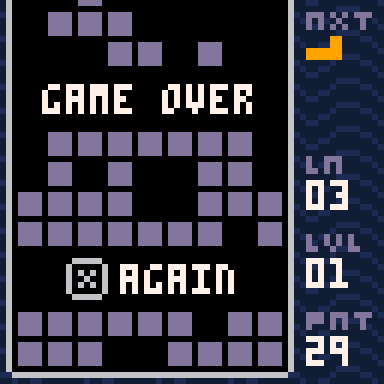 NXT
GAME OVER
LN
03
LVL
01
X AGAIN
PNT
29